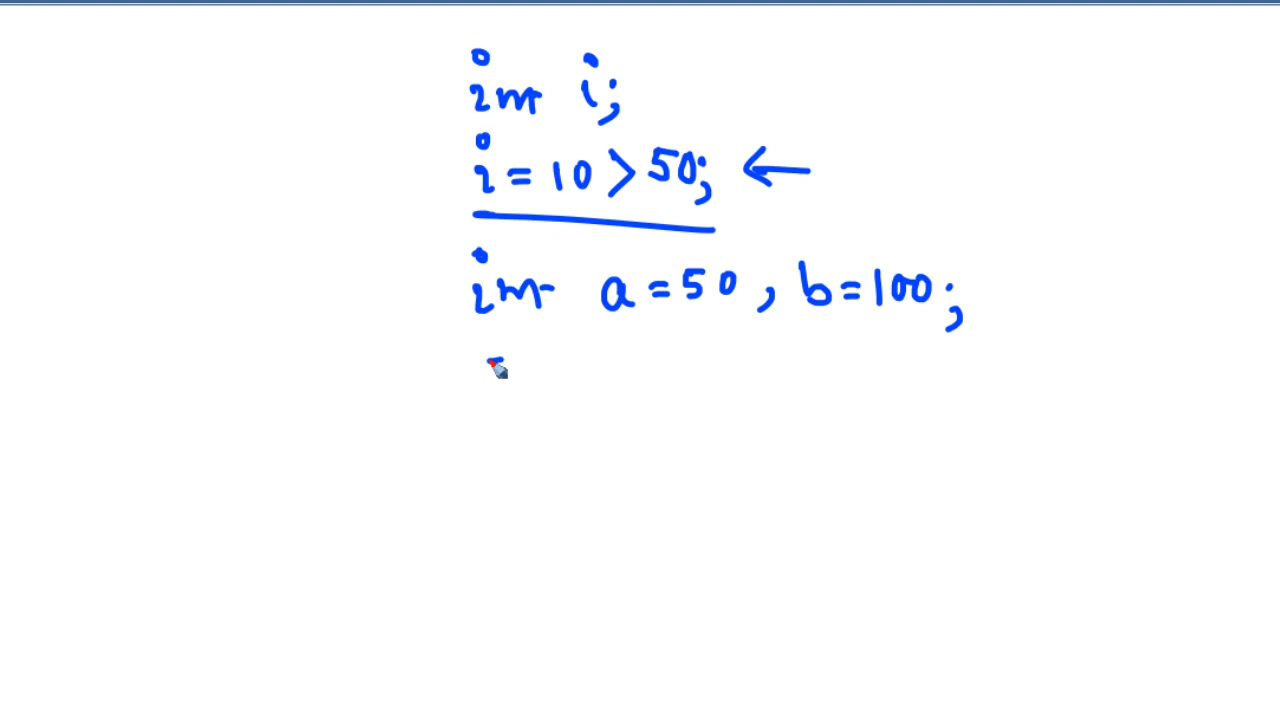 int i;
i = 10 > 50; ←
int a = 50 , b = 100;